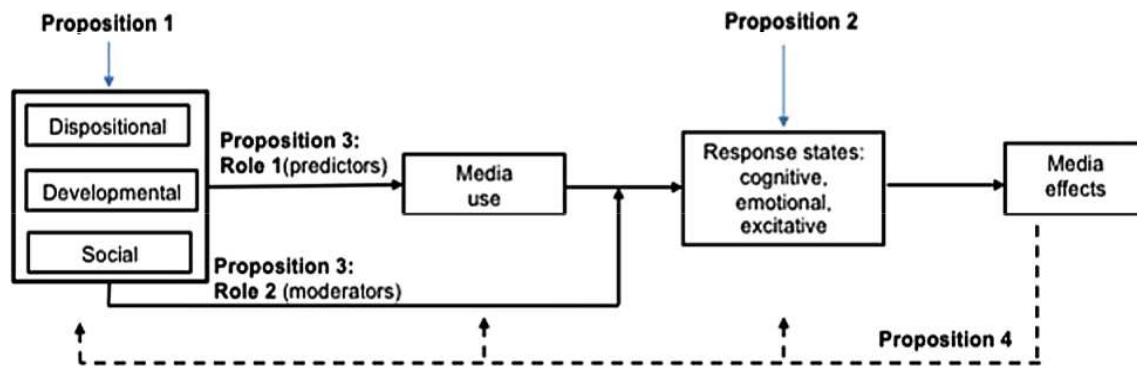 Proposition 1
Proposition 2
Dispositional
Developmental
Social
Proposition 3:
Role 1(predictors)
Proposition 3:
Role 2 (moderators)
Media
use
Response states:
cognitive,
emotional,
excitative
Media
effects
Proposition 4